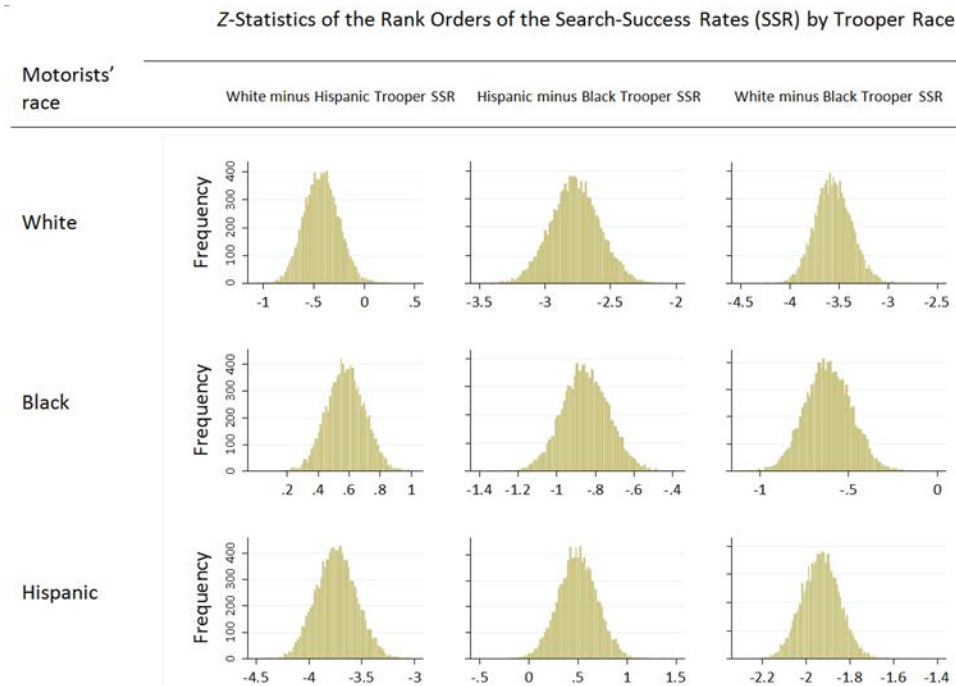 Z-Statistics of the Rank Orders of the Search-Success Rates (SSR) by Trooper Race
Motorists'
race
White minus Hispanic Trooper SSR Hispanic minus Black Trooper SSR White minus Black Trooper SSR
White
Frequency
0 100 200 300 400
-1 -.5 0 .5
-3.5 -3 -2.5 -2
-4.5 -4 -3.5 -3 -2.5
Black
Frequency
0 100 200 300 400
.2 .4 .6 .8 1
-1.4 -1.2 -1 -.8 -.6 -.4
-1 -.5 0
Hispanic
Frequency
0 100 200 300 400
-4.5 -4 -3.5 -3
-.5 0 .5 1 1.5
-2.2 -2 -1.8 -1.6 -1.4